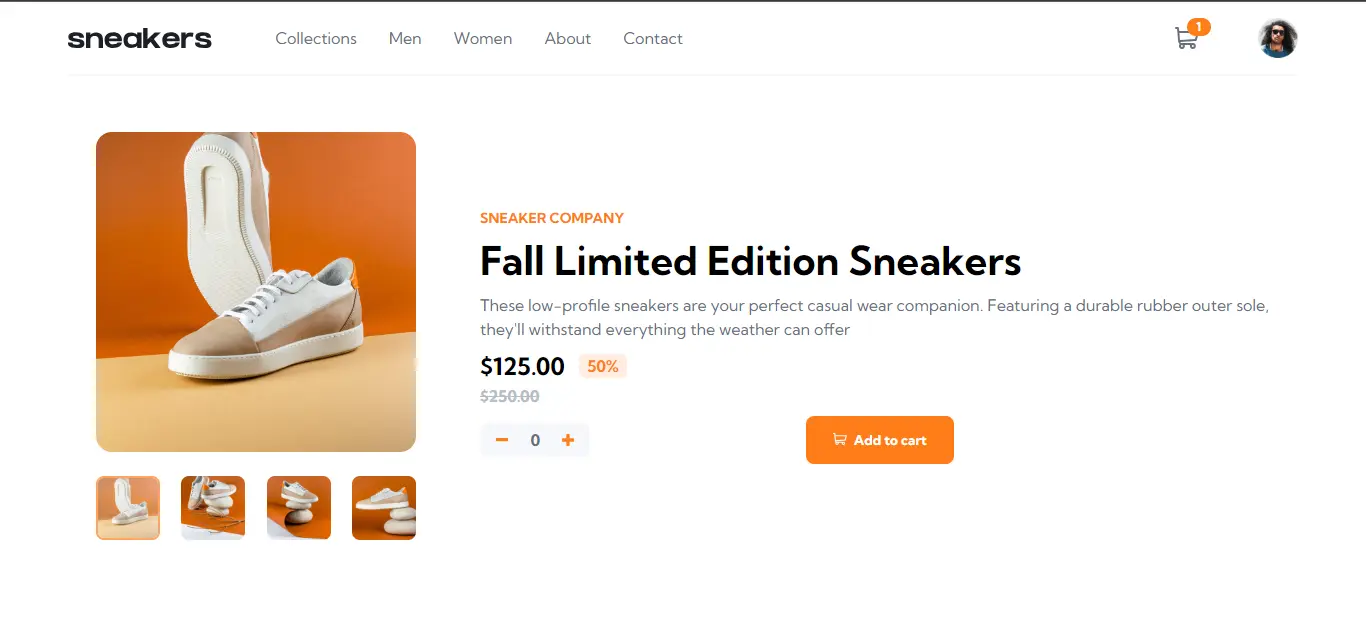 sneakers
Collections Men Women About Contact
1
SNEAKER COMPANY
Fall Limited Edition Sneakers
These low-profile sneakers are your perfect casual wear companion. Featuring a durable rubber outer sole,
they'll withstand everything the weather can offer
$125.00 50%
$250.00
0
Add to cart